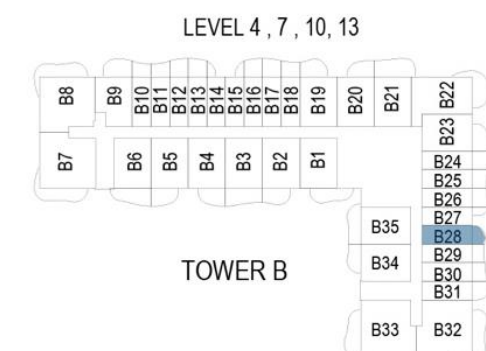 LEVEL 4 , 7 , 10, 13
B8
B9
B10
B11
B12
B13
B14
B15
B16
B17
B18
B19
B20
B21
B22
B23
B7
B6
B5
B4
B3
B2
B1
B24
B25
B26
B27
B28
B29
B30
B31
B35
B34
TOWER B
B33
B32